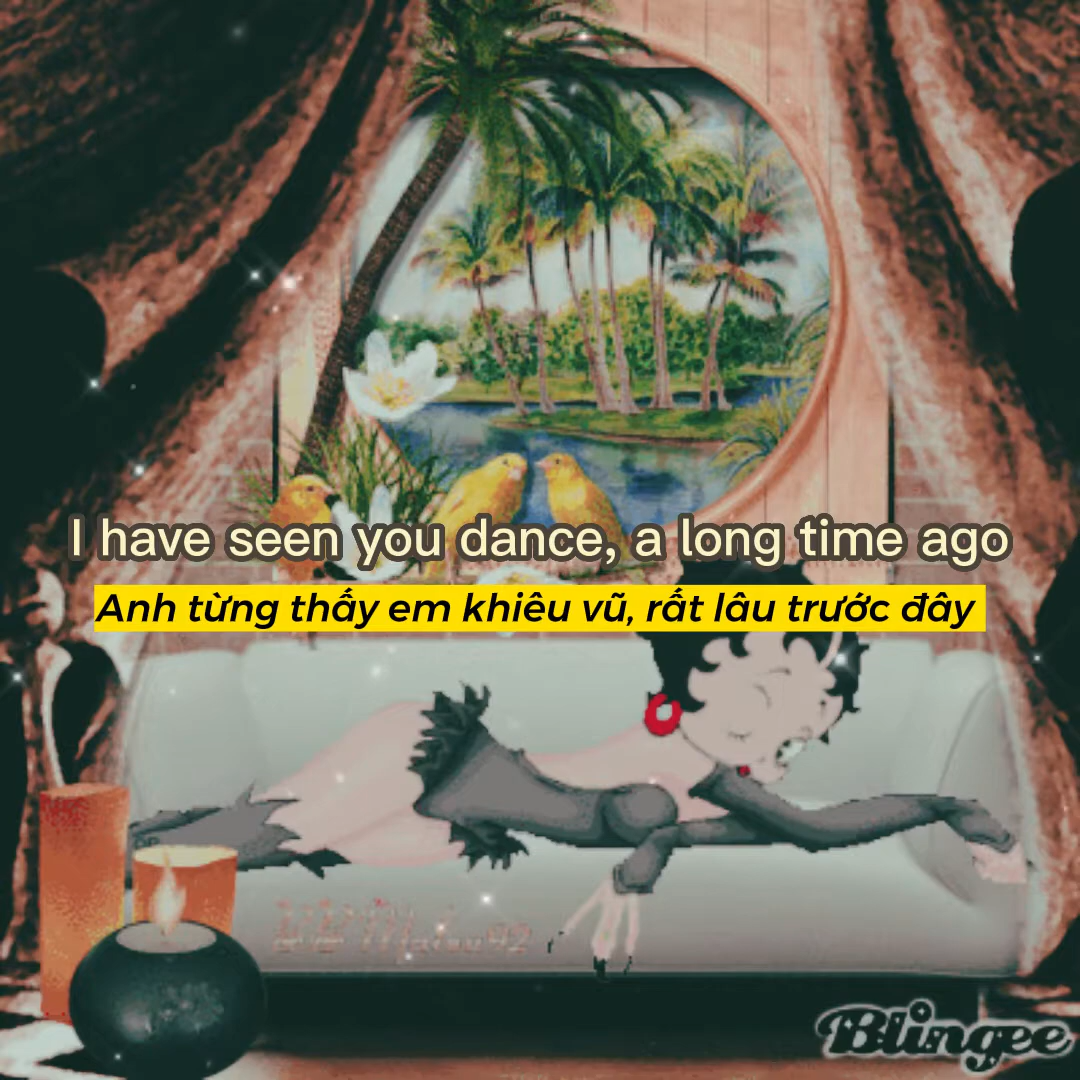 I have seen you dance, a long time ago
Anh từng thấy em khiêu vũ, rất lâu trước đây
Blingee